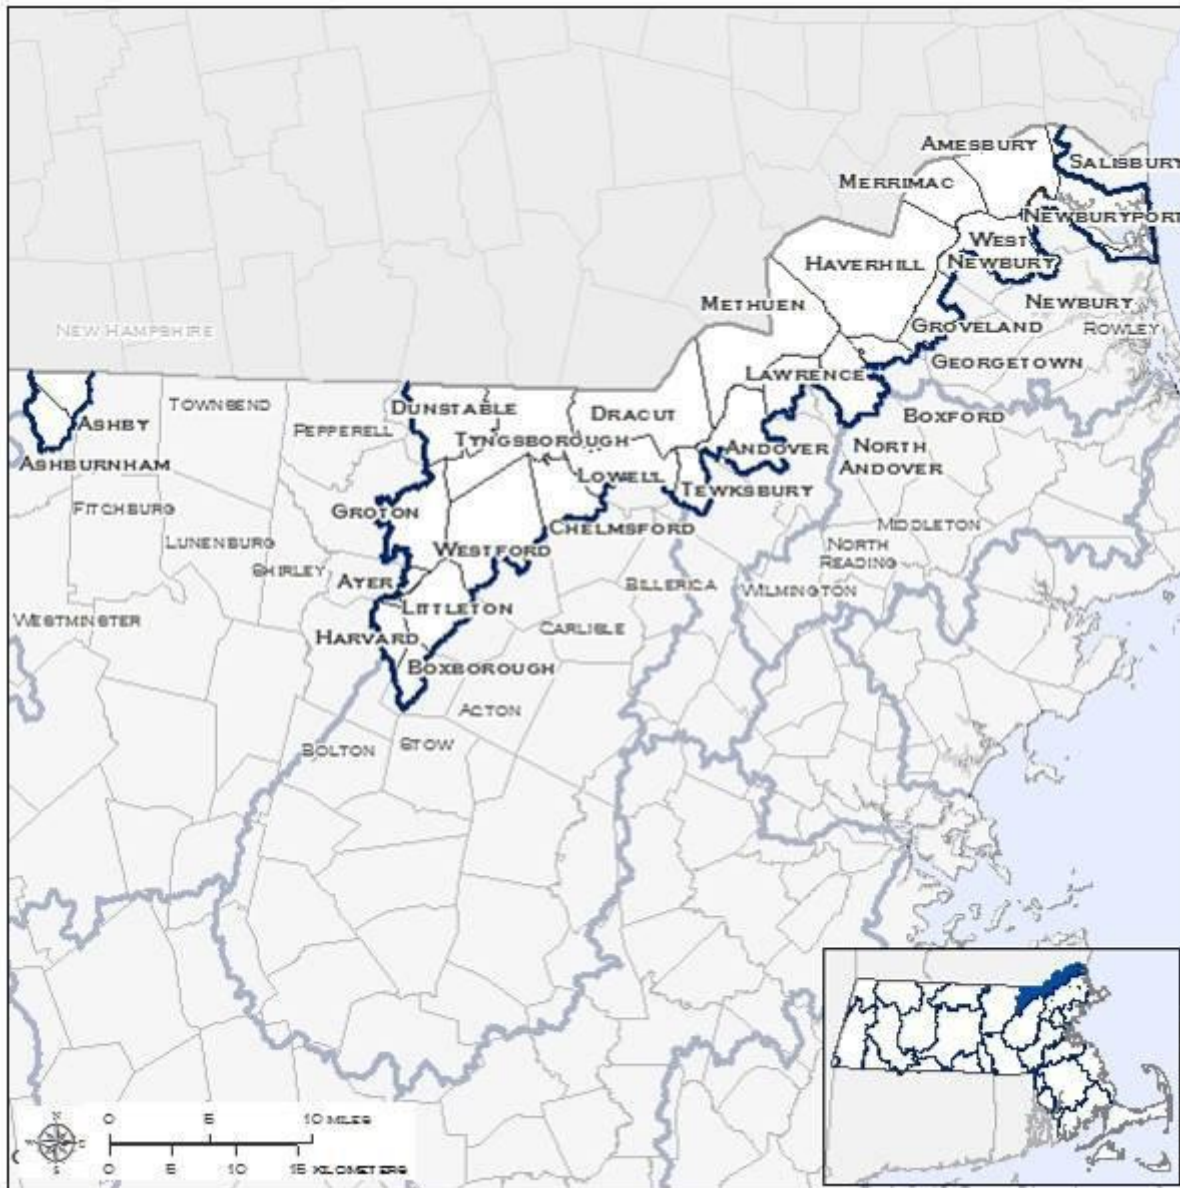 AMESBURY
SALISBURY
MERRIMAC
NEWBURYPORT
WEST
NEWBURY
HAVERHILL
METHUEN
NEWBURY
NEW HAMPSHIRE
GROVELAND
ROWLEY
GEORGETOWN
LAWRENCE
TOWNSEND
DUNSTABLE
DRACUT
BOXFORD
ASHBY
PEPPERELL
TYNGSBOROUGH
ANDOVER
NORTH
ANDOVER
ASHBURNHAM
LOWELL
TEWKSBURY
FITCHBURG
GROTON
CHELMSFORD
MIDDLETON
LUNENBURG
WESTFORD
NORTH
READING
SHIRLEY
AYER
BILLERICA
WILMINGTON
LITTLETON
WESTMINSTER
CARLISLE
HARVARD
BOXBOROUGH
ACTON
BOLTON
STOW
0 5 10 MILES
0 5 10 15 KILOMETERS